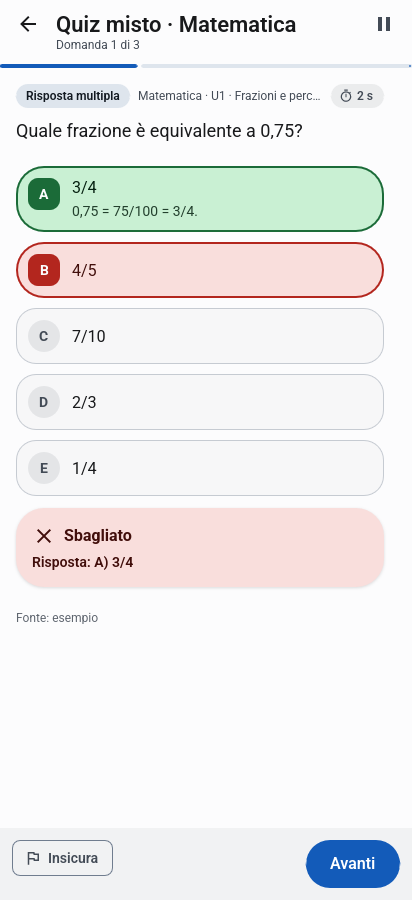 Quiz misto · Matematica
Domanda 1 di 3
Risposta multipla
Matematica · U1 · Frazioni e perc...
2 s
Quale frazione è equivalente a 0,75?
A
3/4
0,75 = 75/100 = 3/4.
B
4/5
C
7/10
D
2/3
E
1/4
Sbagliato
Risposta: A) 3/4
Fonte: esempio
Insicura
Avanti